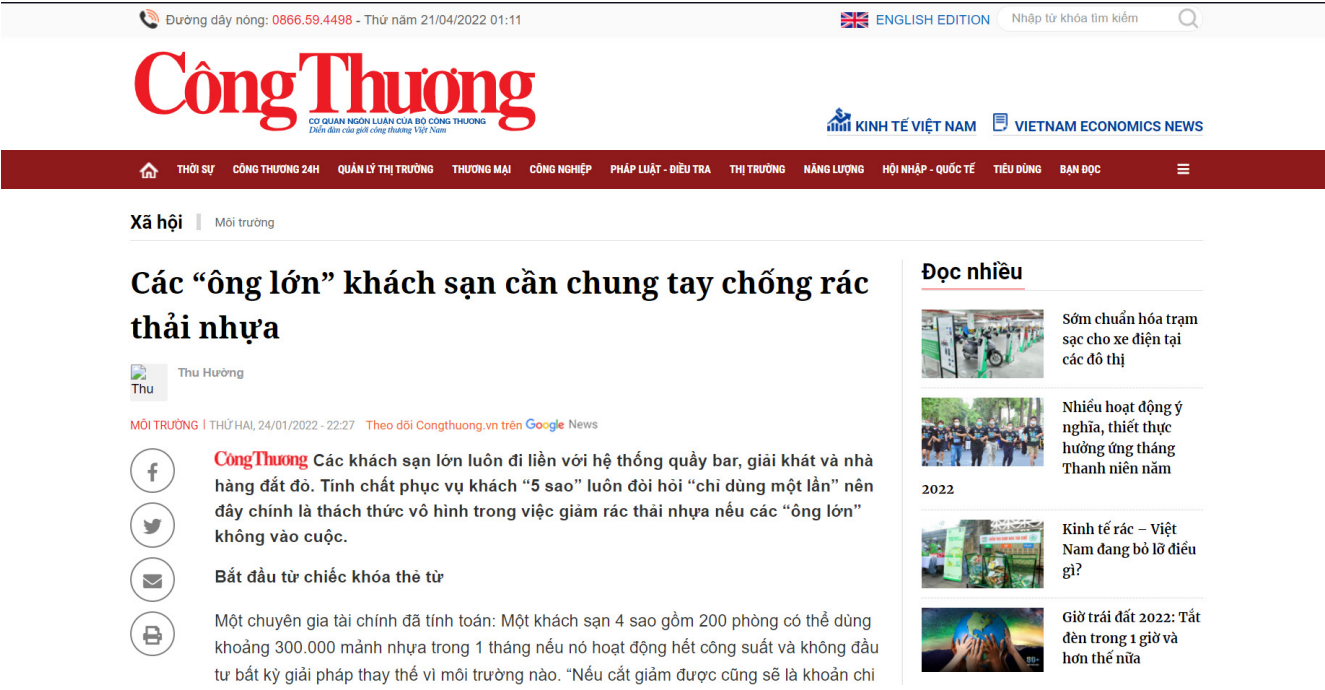 Đường dây nóng: 0866.59.4498 - Thứ năm 21/04/2022 01:11
ENGLISH EDITION
Nhập từ khóa tìm kiếm
Công Thương
CƠ QUAN NGÔN LUẬN CỦA BỘ CÔNG THƯƠNG
Diễn đàn của giới công thương Việt Nam
KINH TẾ VIỆT NAM
VIETNAM ECONOMICS NEWS
THỜI SỰ CÔNG THƯƠNG 24H QUẢN LÝ THỊ TRƯỜNG THƯƠNG MẠI CÔNG NGHIỆP PHÁP LUẬT - ĐIỀU TRA THỊ TRƯỜNG NĂNG LƯỢNG HỘI NHẬP - QUỐC TẾ TIÊU DÙNG BẠN ĐỌC
Xã hội
Môi trường
Các “ông lớn” khách sạn cần chung tay chống rác
thải nhựa
Thu
Thu Hường
MÔI TRƯỜNG | THỨ HAI, 24/01/2022 - 22:27 Theo dõi Congthuong.vn trên Google News
CôngThương Các khách sạn lớn luôn đi liền với hệ thống quầy bar, giải khát và nhà
hàng đắt đỏ. Tính chất phục vụ khách “5 sao” luôn đòi hỏi “chỉ dùng một lần” nên
đây chính là thách thức vô hình trong việc giảm rác thải nhựa nếu các “ông lớn”
không vào cuộc.
Bắt đầu từ chiếc khóa thẻ từ
Một chuyên gia tài chính đã tính toán: Một khách sạn 4 sao gồm 200 phòng có thể dùng
khoảng 300.000 mảnh nhựa trong 1 tháng nếu nó hoạt động hết công suất và không đầu
tư bất kỳ giải pháp thay thế vì môi trường nào. “Nếu cắt giảm được cũng sẽ là khoản chi
Đọc nhiều
Sớm chuẩn hóa trạm
sạc cho xe điện tại
các đô thị
Nhiều hoạt động ý
nghĩa, thiết thực
hưởng ứng tháng
Thanh niên năm
2022
Kinh tế rác – Việt
Nam đang bỏ lỡ điều
gì?
Giờ trái đất 2022: Tắt
đèn trong 1 giờ và
hơn thế nữa